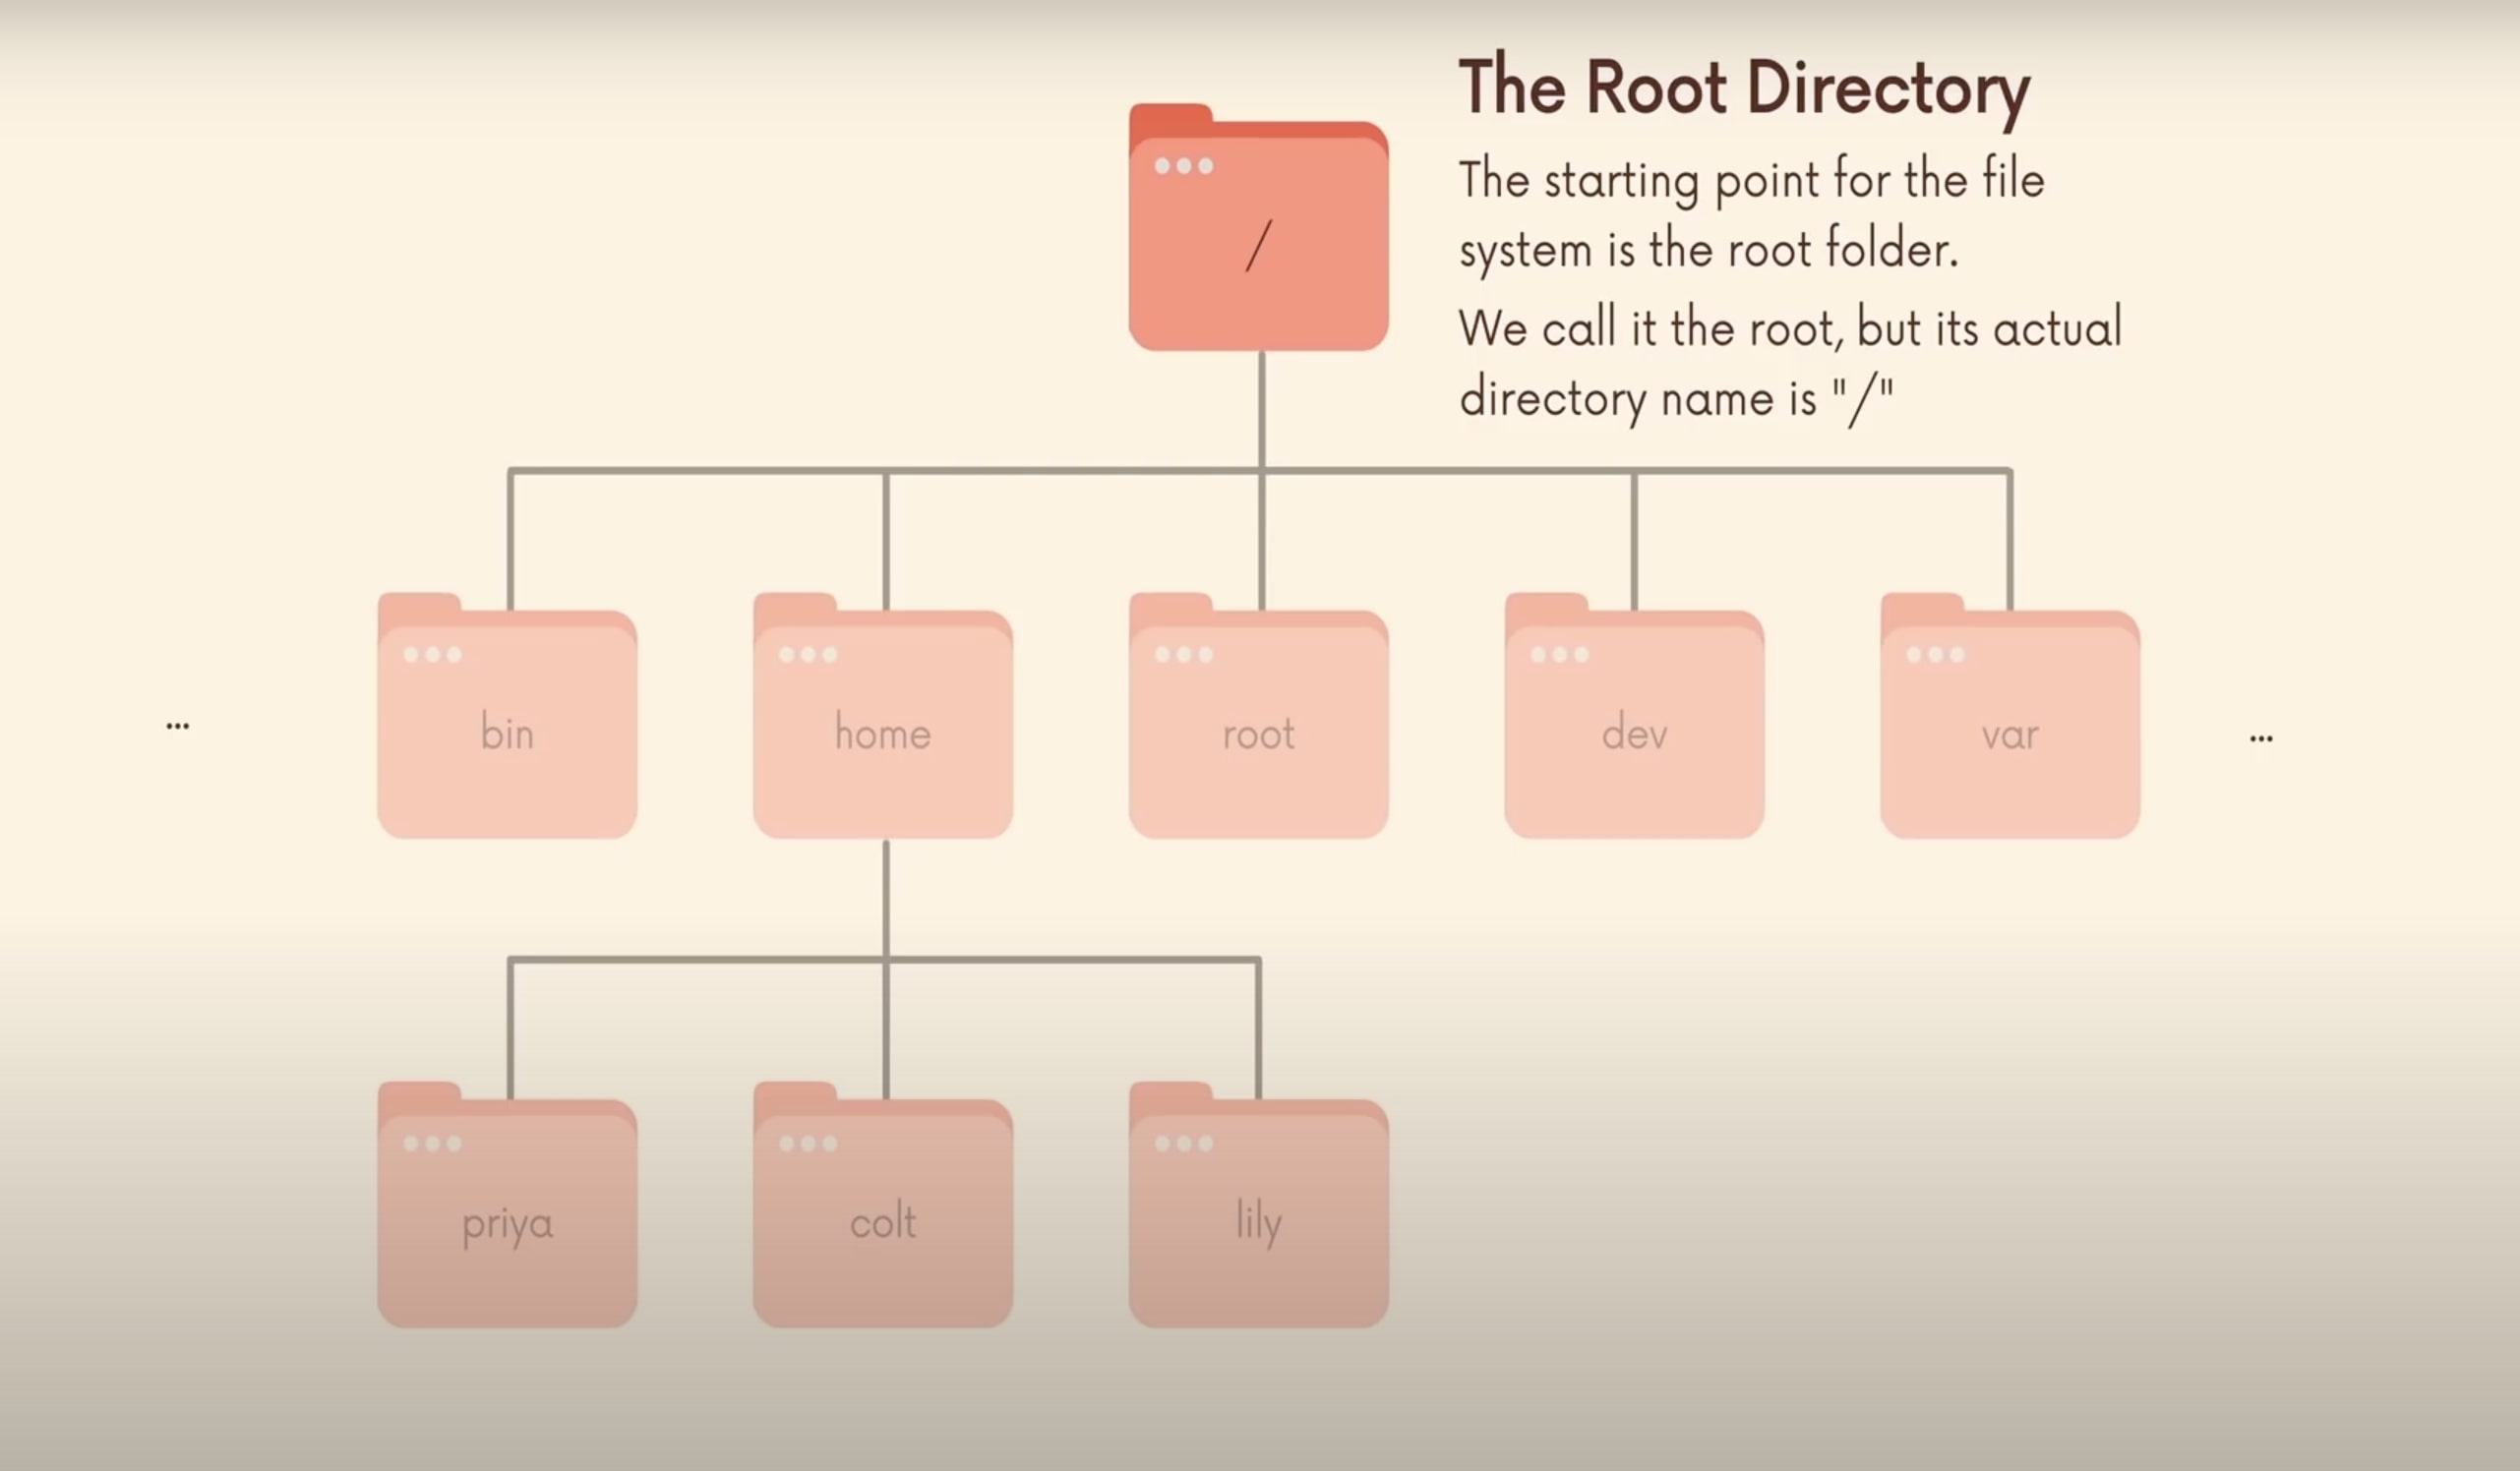 The Root Directory
The starting point for the file
system is the root folder.
We call it the root, but its actual
directory name is "/"
/
...
bin
home
root
dev
var
...
priya
colt
lily